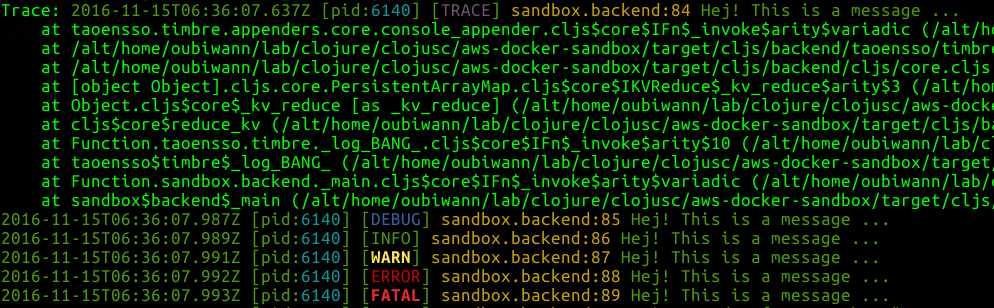 Trace: 2016-11-15T06:36:07.637Z [pid:6140] [TRACE] sandbox.backend:84 Hej! This is a message ...
at taoensso.timbre.appenders.core.console_appender.cljs$core$IFn$_invoke$arity$variadic (/alt/ho
at /alt/home/oubiwann/lab/clojure/clojusc/aws-docker-sandbox/target/cljs/backend/taoensso/timbre
at /alt/home/oubiwann/lab/clojure/clojusc/aws-docker-sandbox/target/cljs/backend/cljs/core.cljs
at [object Object].cljs.core.PersistentArrayMap.cljs$core$IKVReduce$_kv_reduce$arity$3 (/alt/hom
at Object.cljs$core$_kv_reduce [as _kv_reduce] (/alt/home/oubiwann/lab/clojure/clojusc/aws-docke
at cljs$core$reduce_kv (/alt/home/oubiwann/lab/clojure/clojusc/aws-docker-sandbox/target/cljs/ba
at Function.taoensso.timbre._log_BANG_.cljs$core$IFn$_invoke$arity$10 (/alt/home/oubiwann/lab/cl
at taoensso$timbre$_log_BANG_ (/alt/home/oubiwann/lab/clojure/clojusc/aws-docker-sandbox/target/
at Function.sandbox.backend._main.cljs$core$IFn$_invoke$arity$variadic (/alt/home/oubiwann/lab/c
at sandbox$backend$_main (/alt/home/oubiwann/lab/clojure/clojusc/aws-docker-sandbox/target/cljs/
2016-11-15T06:36:07.987Z [pid:6140] [DEBUG] sandbox.backend:85 Hej! This is a message ...
2016-11-15T06:36:07.989Z [pid:6140] [INFO] sandbox.backend:86 Hej! This is a message ...
2016-11-15T06:36:07.991Z [pid:6140] [WARN] sandbox.backend:87 Hej! This is a message ...
2016-11-15T06:36:07.992Z [pid:6140] [ERROR] sandbox.backend:88 Hej! This is a message ...
2016-11-15T06:36:07.993Z [pid:6140] [FATAL] sandbox.backend:89 Hej! This is a message ...